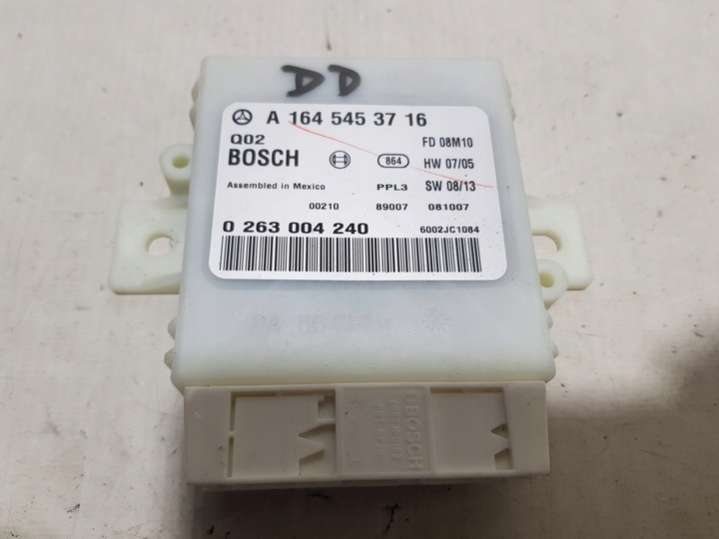 DD
A 164 545 37 16
Q02
FD 08M10
BOSCH
864
HW 07/05
Assembled in Mexico
PPL3
SW 08/13
00210
89007
081007
0 263 004 240
6002JC1084
BOSCH